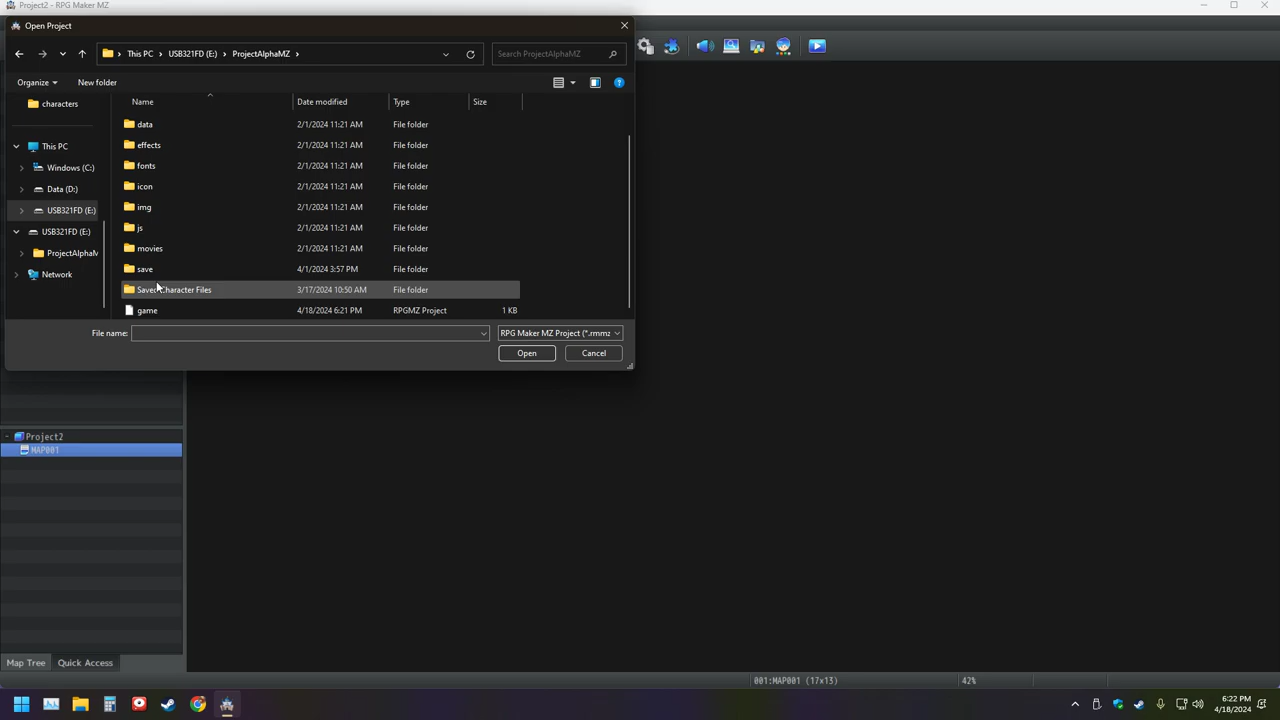 Project2 - RPG Maker MZ
Open Project
This PC > USB321FD (E:) > ProjectAlphaMZ >
Search ProjectAlphaMZ
Organize
New folder
Name
Date modified
Type
Size
characters
This PC
Windows (C:)
Data (D:)
USB321FD (E:)
USB321FD (E:)
ProjectAlphaM
Network
data 2/1/2024 11:21 AM File folder
effects 2/1/2024 11:21 AM File folder
fonts 2/1/2024 11:21 AM File folder
icon 2/1/2024 11:21 AM File folder
img 2/1/2024 11:21 AM File folder
js 2/1/2024 11:21 AM File folder
movies 2/1/2024 11:21 AM File folder
save 4/1/2024 3:57 PM File folder
Saved Character Files 3/17/2024 10:50 AM File folder
game 4/18/2024 6:21 PM RPGMZ Project 1 KB
File name:
RPG Maker MZ Project (*.rmmz
Open
Cancel
Project2
MAP001
Map Tree
Quick Access
001:MAP001 (17x13)
42%
6:22 PM
4/18/2024